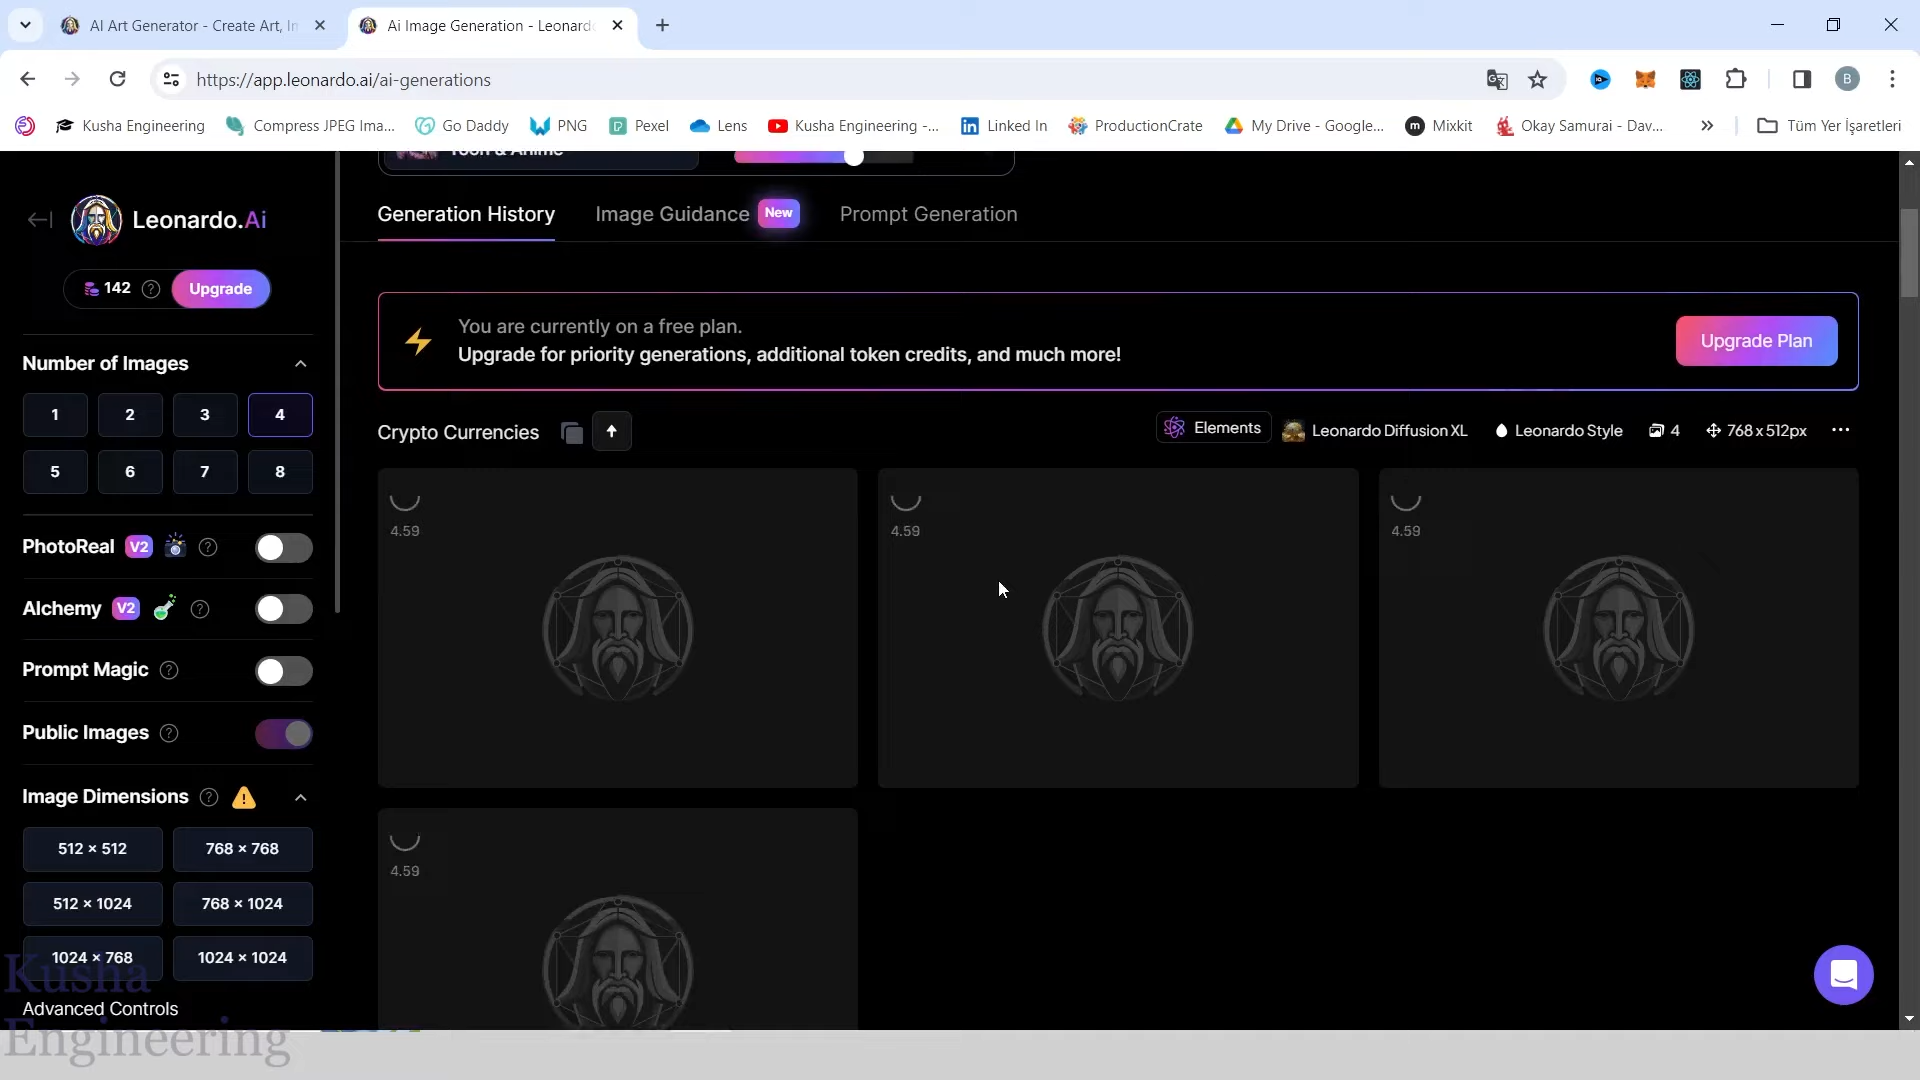 AI Art Generator - Create Art, In
Ai Image Generation - Leonardo
https://app.leonardo.ai/ai-generations
B
Kusha Engineering
Compress JPEG Ima...
Go Daddy
PNG
Pexel
Lens
Kusha Engineering -...
Linked In
ProductionCrate
My Drive - Google...
Mixkit
Okay Samurai - Dav...
»
Tüm Yer İşaretleri
Leonardo.Ai
142
Upgrade
Number of Images
1 2 3 4
5 6 7 8
PhotoReal V2
Alchemy V2
Prompt Magic
Public Images
Image Dimensions
512 × 512 768 × 768
512 × 1024 768 × 1024
1024 × 768 1024 × 1024
Advanced Controls
Toon & Anime
Generation History
Image Guidance New
Prompt Generation
You are currently on a free plan.
Upgrade for priority generations, additional token credits, and much more!
Upgrade Plan
Crypto Currencies
Elements
Leonardo Diffusion XL
Leonardo Style
4
768 x 512px
4.59
4.59
4.59
4.59
Kusha
Engineering